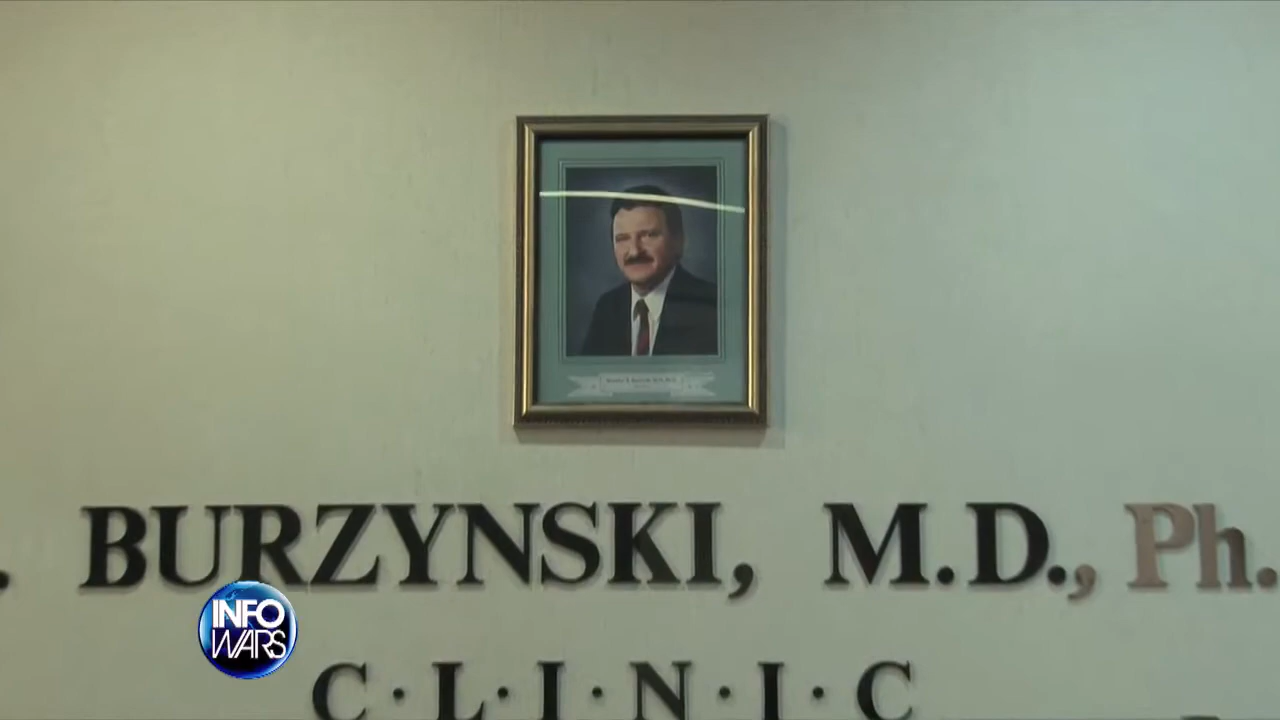 . BURZYNSKI, M.D., Ph.
C·L·I·N·I·C
INFO
WARS